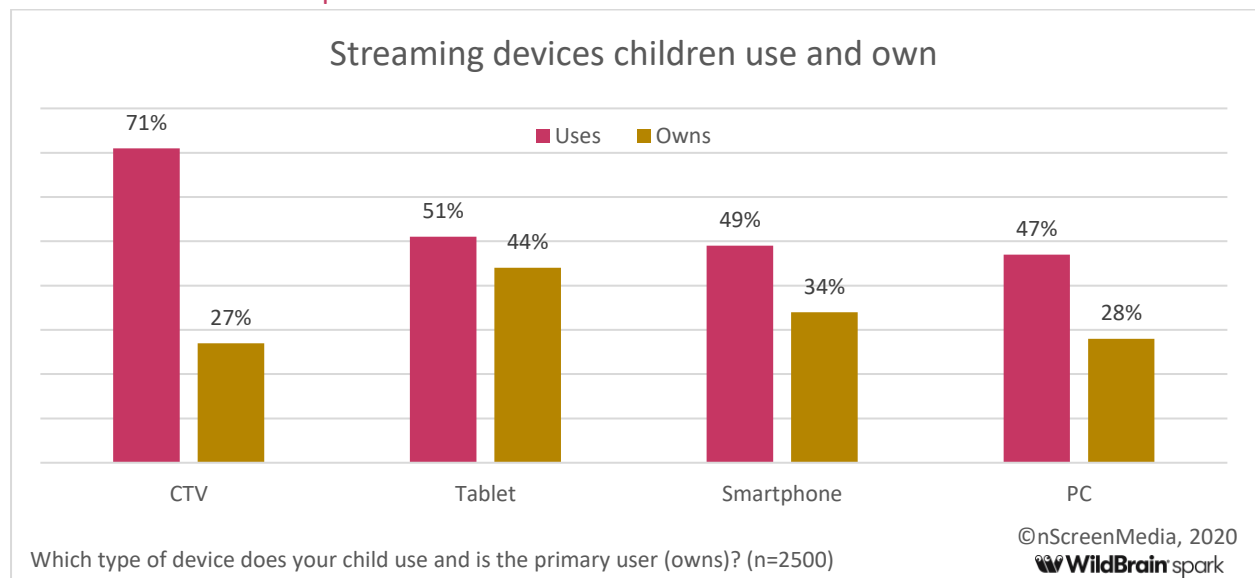 Streaming devices children use and own
Uses Owns
71%
27%
51%
44%
49%
34%
47%
28%
CTV Tablet Smartphone PC
Which type of device does your child use and is the primary user (owns)? (n=2500)
©nScreenMedia, 2020
WildBrain spark